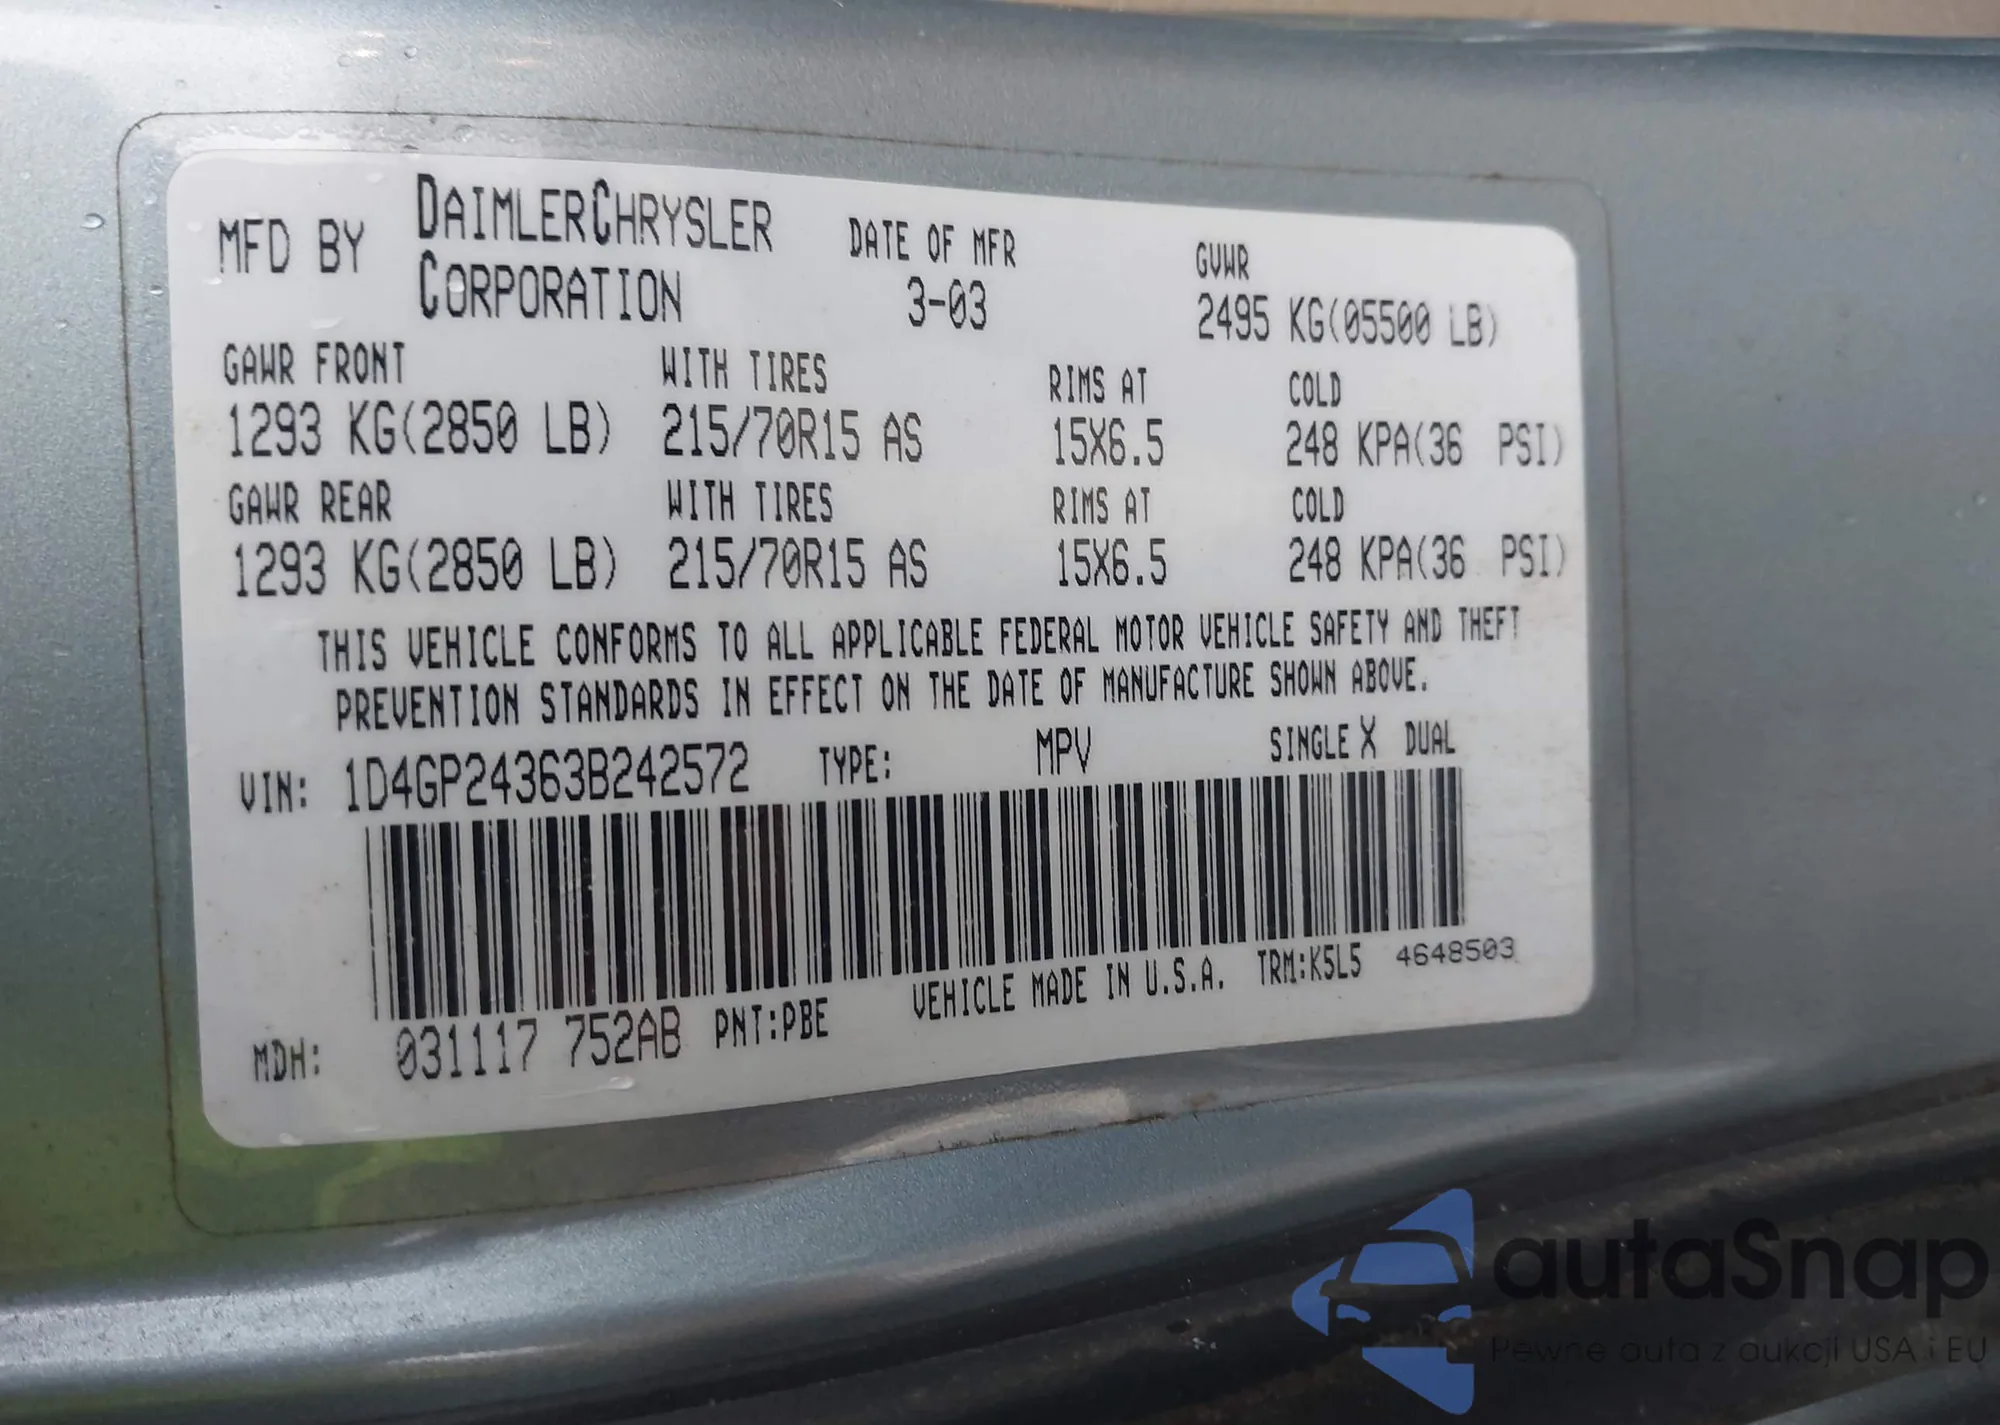 MFD BY DAIMLERCHRYSLER CORPORATION
DATE OF MFR
3-03
GVWR
2495 KG(05500 LB)
GAWR FRONT WITH TIRES RIMS AT COLD
1293 KG(2850 LB) 215/70R15 AS 15X6.5 248 KPA(36 PSI)
GAWR REAR WITH TIRES RIMS AT COLD
1293 KG(2850 LB) 215/70R15 AS 15X6.5 248 KPA(36 PSI)
THIS VEHICLE CONFORMS TO ALL APPLICABLE FEDERAL MOTOR VEHICLE SAFETY AND THEFT
PREVENTION STANDARDS IN EFFECT ON THE DATE OF MANUFACTURE SHOWN ABOVE.
VIN: 1D4GP24363B242572 TYPE: MPV SINGLE X DUAL
MDH: 031117 752AB PNT:PBE VEHICLE MADE IN U.S.A. TRM:K5L5 4648503
autaSnap
Pewne auta z aukcji USA i EU